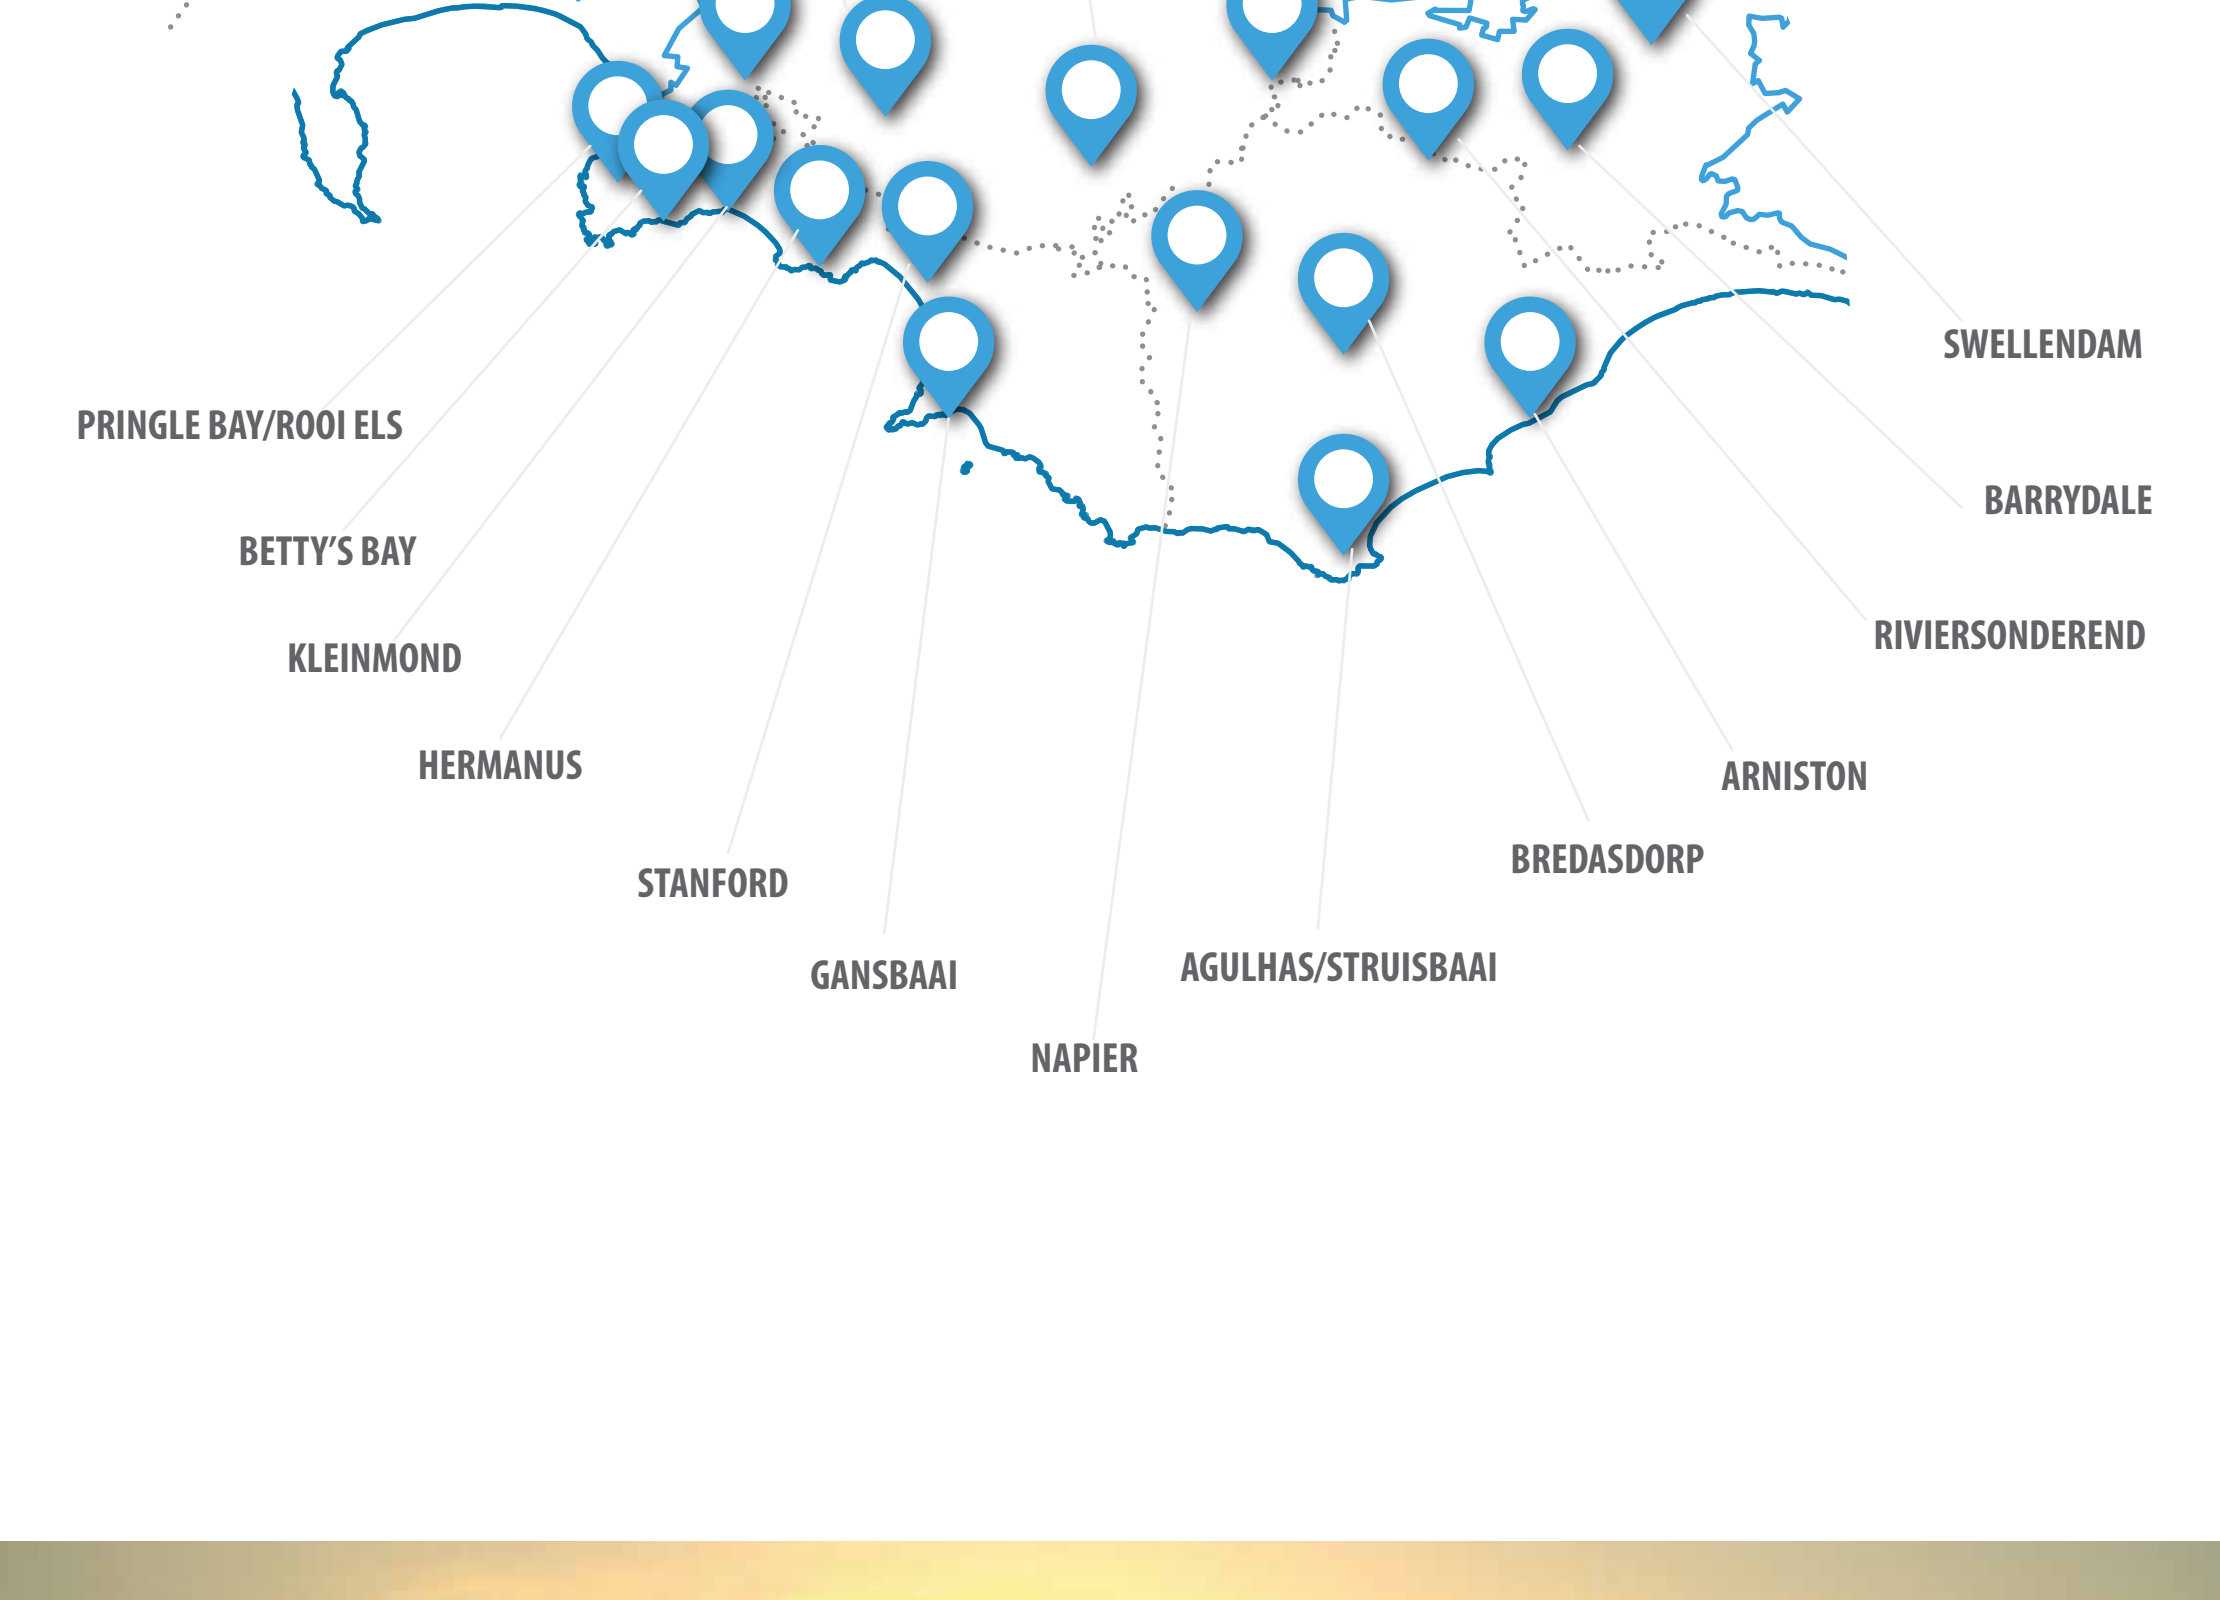 SWELLENDAM
PRINGLE BAY/ROOI ELS
BARRYDALE
BETTY’S BAY
RIVIERSONDEREND
KLEINMOND
HERMANUS
ARNISTON
BREDASDORP
STANFORD
AGULHAS/STRUISBAAI
GANSBAAI
NAPIER